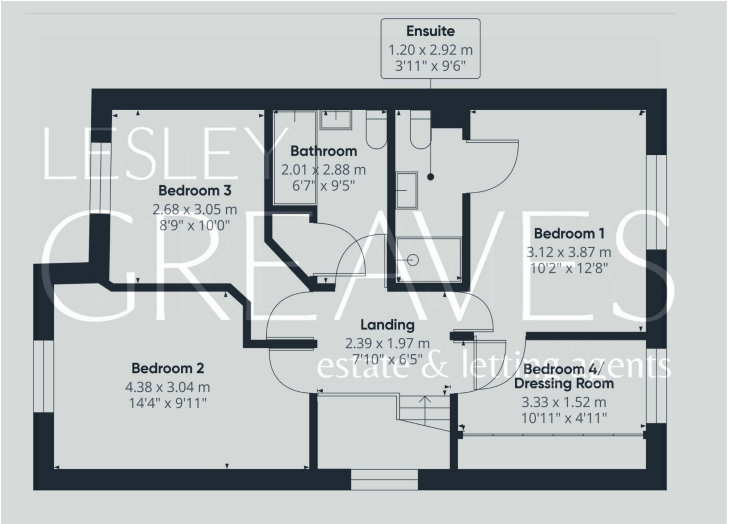 Ensuite
1.20 x 2.92 m
3'11" x 9'6"
LESLEY
GREAVES
estate & letting agents
Bathroom
2.01 x 2.88 m
6'7" x 9'5"
Bedroom 3
2.68 x 3.05 m
8'9" x 10'0"
Bedroom 1
3.12 x 3.87 m
10'2" x 12'8"
Landing
2.39 x 1.97 m
7'10" x 6'5"
Bedroom 2
4.38 x 3.04 m
14'4" x 9'11"
Bedroom 4/
Dressing Room
3.33 x 1.52 m
10'11" x 4'11"